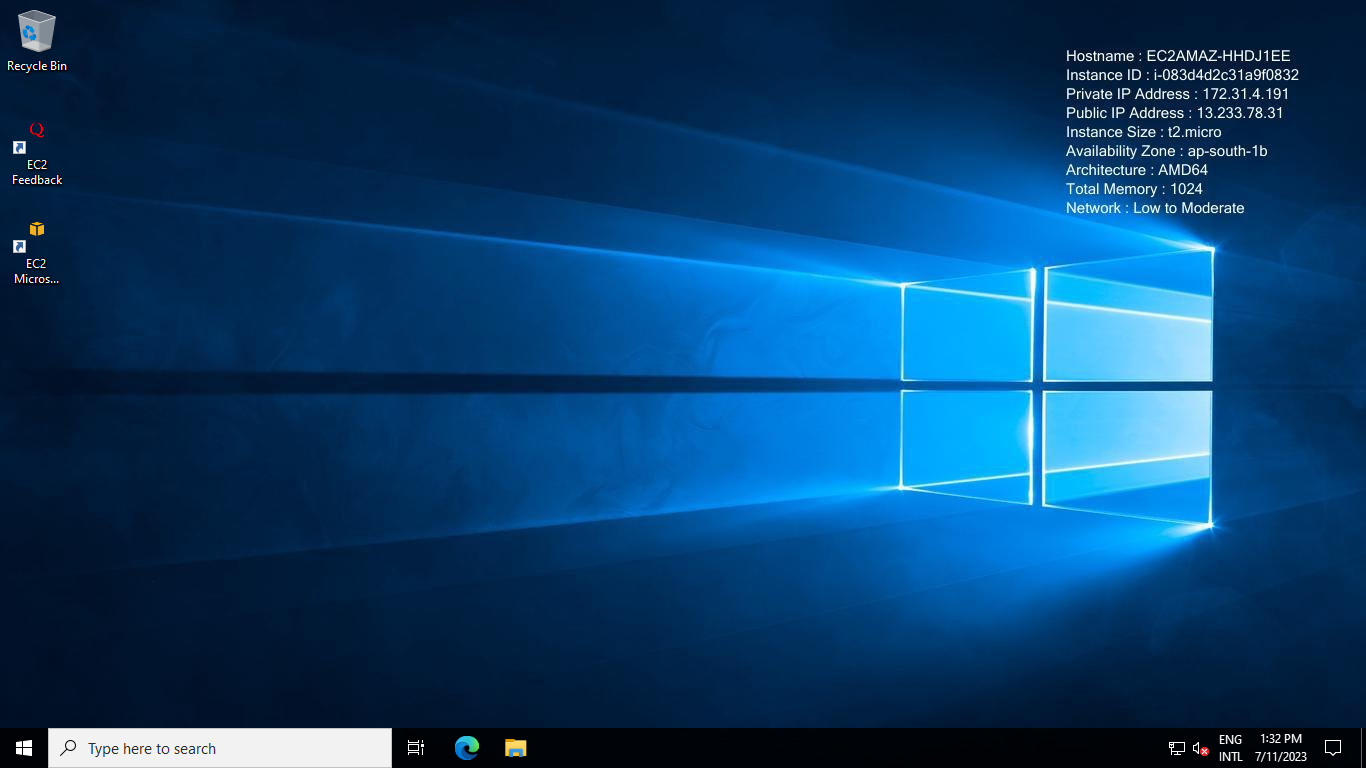 Recycle Bin
EC2
Feedback
EC2
Micros...
Hostname : EC2AMAZ-HHDJ1EE
Instance ID : i-083d4d2c31a9f0832
Private IP Address : 172.31.4.191
Public IP Address : 13.233.78.31
Instance Size : t2.micro
Availability Zone : ap-south-1b
Architecture : AMD64
Total Memory : 1024
Network : Low to Moderate
Type here to search
ENG
INTL
1:32 PM
7/11/2023